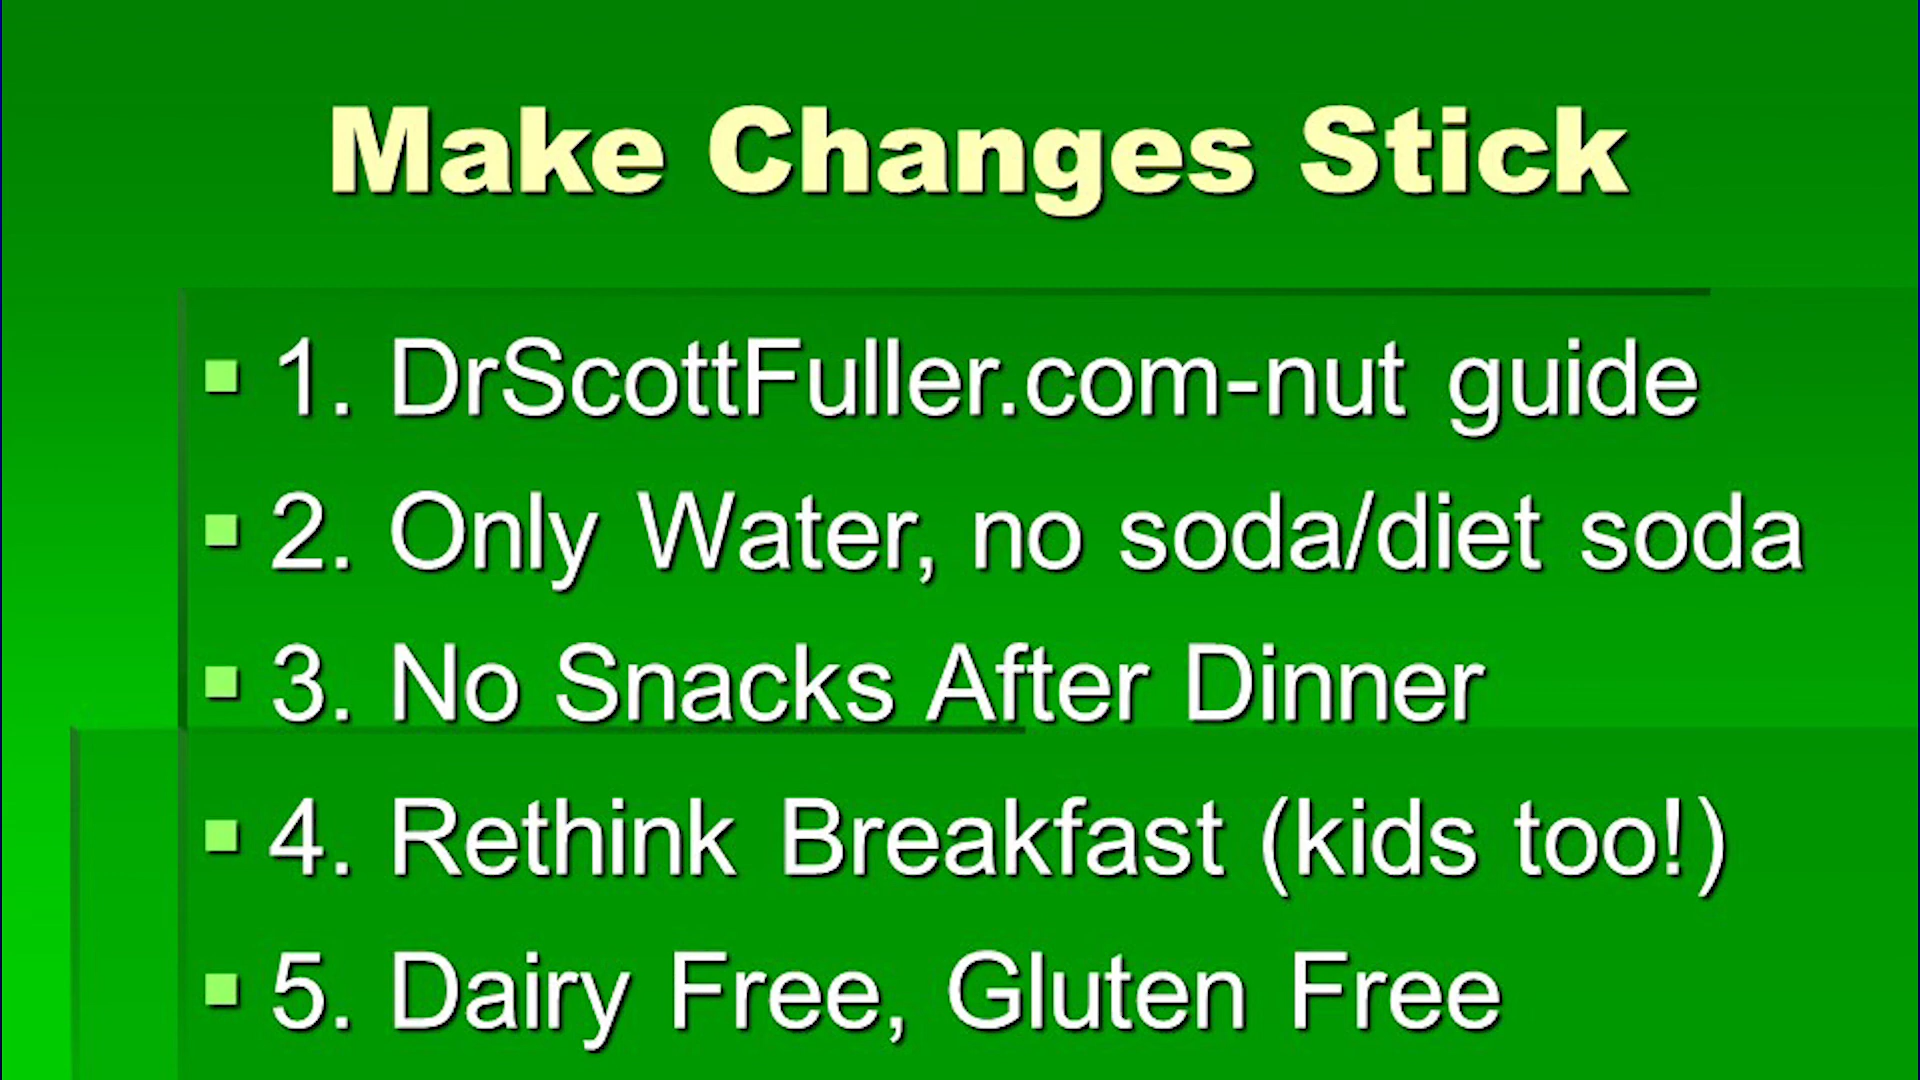 Make Changes Stick
1. DrScottFuller.com-nut guide
2. Only Water, no soda/diet soda
3. No Snacks After Dinner
4. Rethink Breakfast (kids too!)
5. Dairy Free, Gluten Free